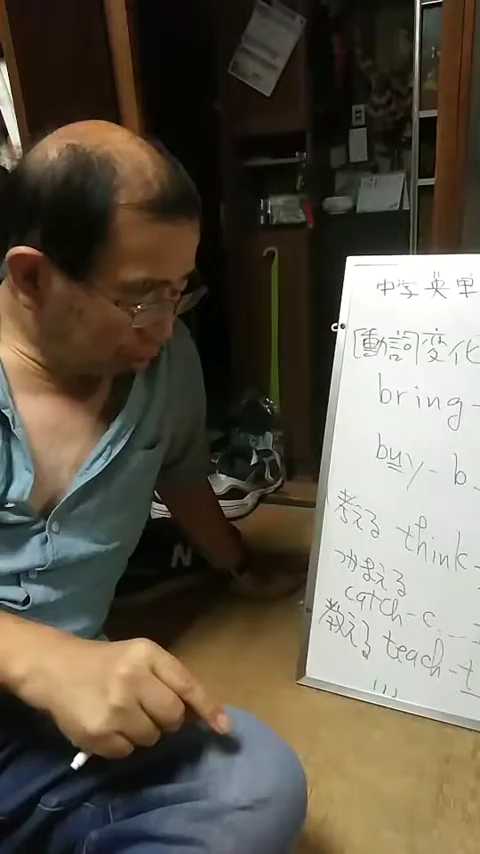 中学英単
[動詞変化
bring-
buy-b
考える think-
つかまえる
catch-c...
教える teach-t
N